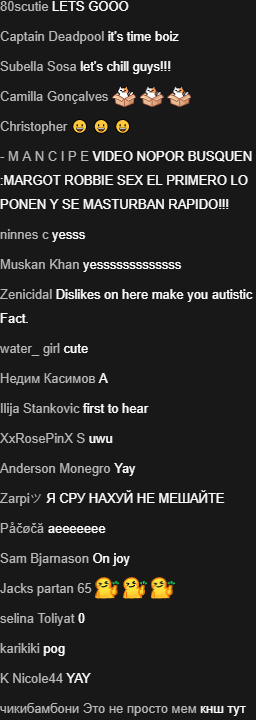 80scutie LETS GOOO
Captain Deadpool it's time boiz
Subella Sosa let's chill guys!!!
Camilla Gonçalves
Christopher 😀 😀 😀
- M A N C I P E VIDEO NOPOR BUSQUEN
:MARGOT ROBBIE SEX EL PRIMERO LO
PONEN Y SE MASTURBAN RAPIDO!!!
ninnes c yesss
Muskan Khan yesssssssssssss
Zenicidal Dislikes on here make you autistic
Fact.
water_ girl cute
Недим Касимов А
Ilija Stankovic first to hear
XxRosePinX S uwu
Anderson Monegro Yay
Zarpiツ Я СРУ НАХУЙ НЕ МЕШАЙТЕ
Påčøčă aeeeeeee
Sam Bjarnason On joy
Jacks partan 65
selina Toliyat 0
karikiki pog
K Nicole44 YAY
чикибамбони Это не просто мем кнш тут